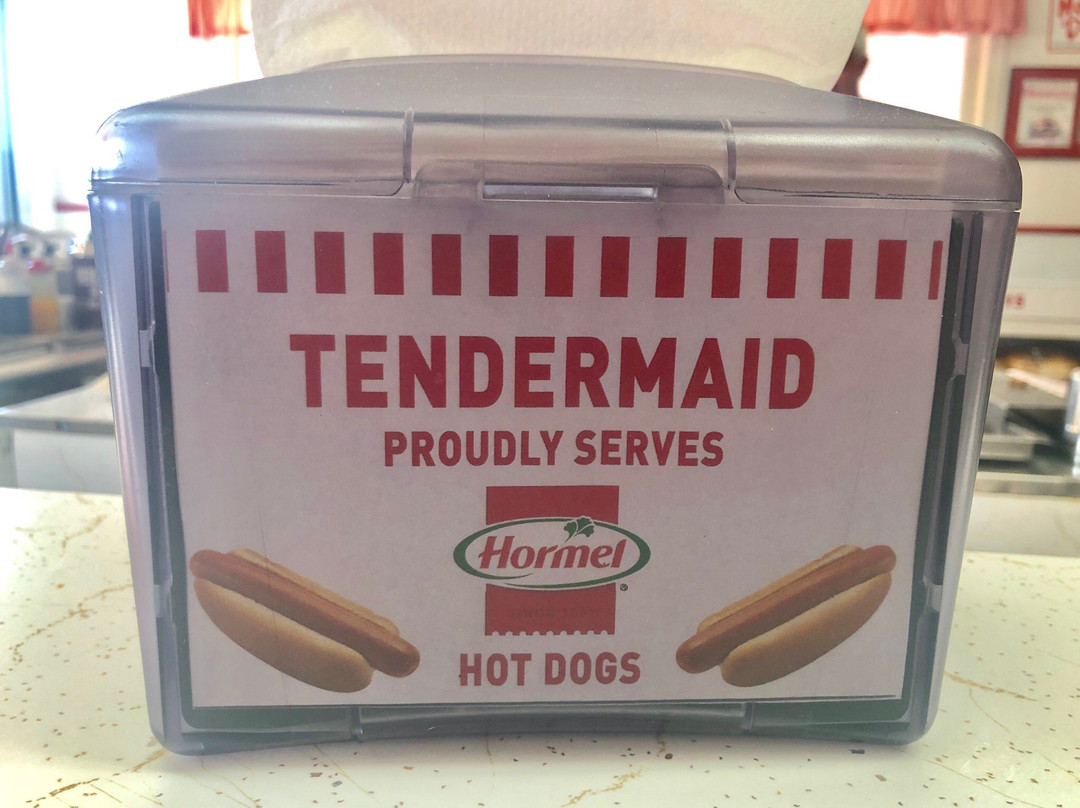 TENDERMAID
PROUDLY SERVES
Hormel
HOT DOGS